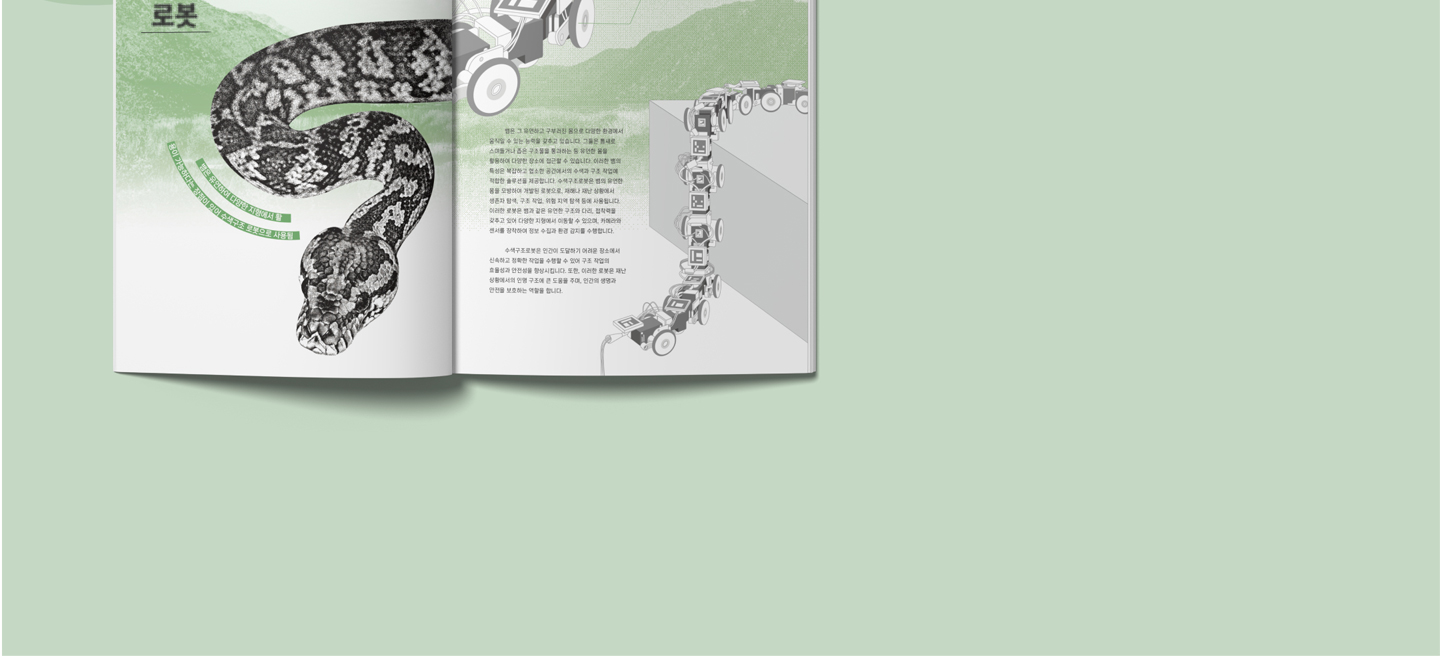 로봇
뱀은 유연하여 다양한 지형에서 활
용이 가능하다는 장점이 있어 수색구조 로봇으로 사용됨
뱀은 그 유연하고 구부러진 몸으로 다양한 환경에서
움직일 수 있는 능력을 갖추고 있습니다. 그들은 틈새로
스며들거나 좁은 구조물을 통과하는 등 유연한 몸을
활용하여 다양한 장소에 접근할 수 있습니다. 이러한 뱀의
특성은 복잡하고 협소한 공간에서의 수색과 구조 작업에
적합한 솔루션을 제공합니다. 수색구조로봇은 뱀의 유연한
몸을 모방하여 개발된 로봇으로, 재해나 재난 상황에서
생존자 탐색, 구조 작업, 위험 지역 탐색 등에 사용됩니다.
이러한 로봇은 뱀과 같은 유연한 구조와 다리, 접착력을
갖추고 있어 다양한 지형에서 이동할 수 있으며, 카메라와
센서를 장착하여 정보 수집과 환경 감지를 수행합니다.
수색구조로봇은 인간이 도달하기 어려운 장소에서
신속하고 정확한 작업을 수행할 수 있어 구조 작업의
효율성과 안전성을 향상시킵니다. 또한, 이러한 로봇은 재난
상황에서의 인명 구조에 큰 도움을 주며, 인간의 생명과
안전을 보호하는 역할을 합니다.